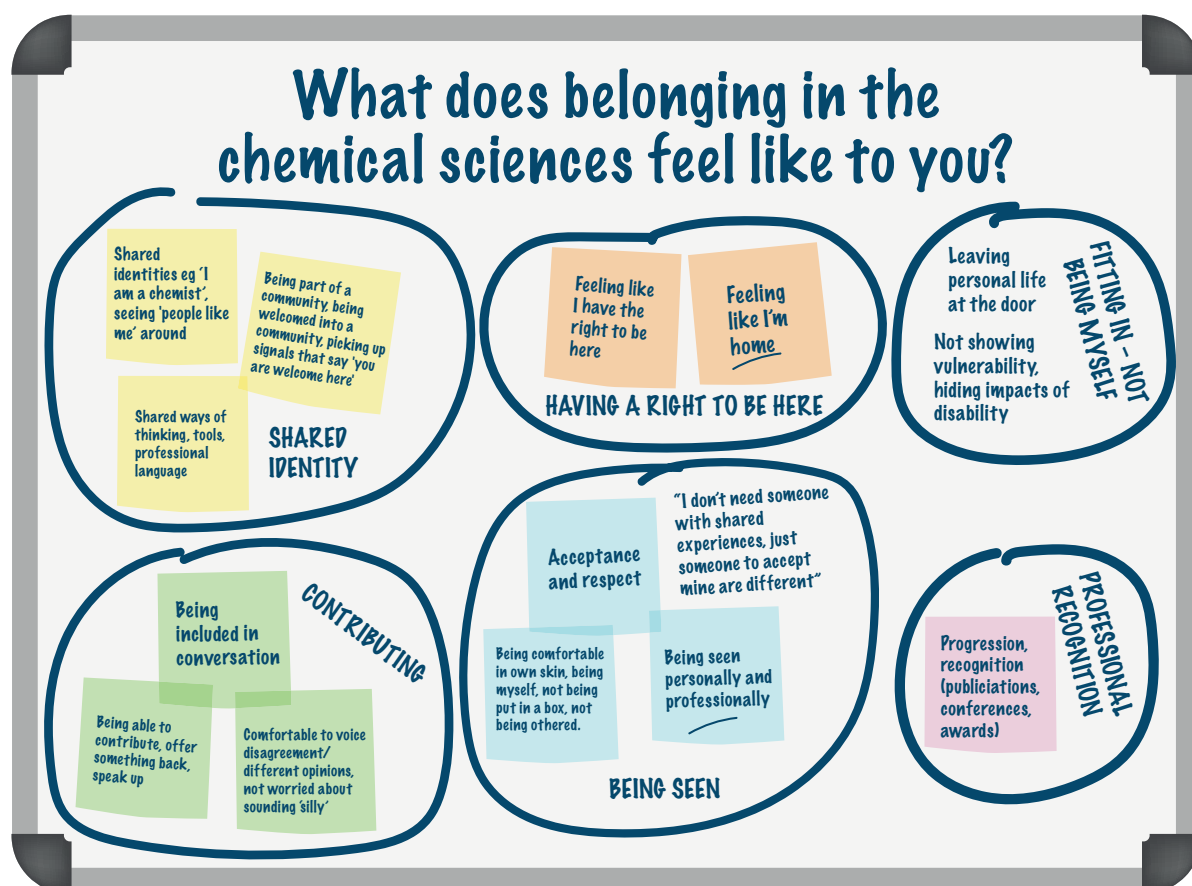 What does belonging in the
chemical sciences feel like to you?
Shared
identities eg ‘I
am a chemist’,
seeing 'people like
me’ around
Being part of a
community, being
welcomed into a
community, picking up
signals that say 'you
are welcome here'
Shared ways of
thinking, tools,
professional
language
SHARED
IDENTITY
Feeling like
I have the
right to be
here
Feeling
like I’m
home
HAVING A RIGHT TO BE HERE
Leaving
personal life
at the door
Not showing
vulnerability,
hiding impacts of
disability
FITTING IN – NOT
BEING MYSELF
Being
included in
conversation
CONTRIBUTING
Being able to
contribute, offer
something back,
speak up
Comfortable to voice
disagreement/
different opinions,
not worried about
sounding ‘silly’
Acceptance
and respect
“I don’t need someone
with shared
experiences, just
someone to accept
mine are different”
Being comfortable
in own skin, being
myself, not being
put in a box, not
being othered.
Being seen
personally and
professionally
BEING SEEN
Progression,
recognition
(publiciations,
conferences,
awards)
PROFESSIONAL
RECOGNITION